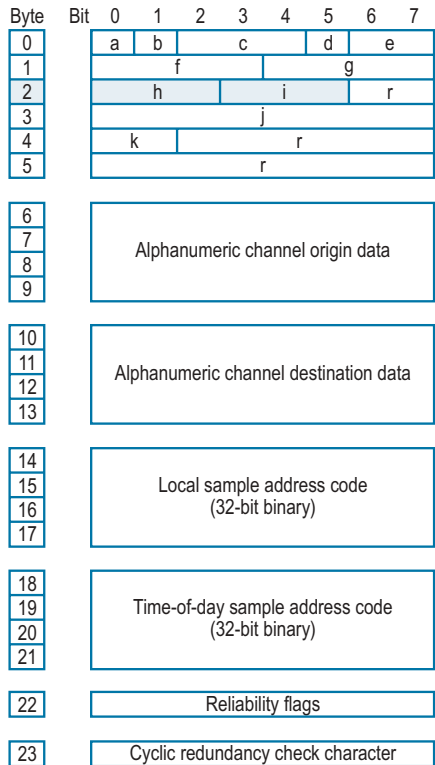 Byte Bit 0 1 2 3 4 5 6 7
0 a b c d e
1 f g
2 h i r
3 j
4 k r
5 r
6
7
8
9
Alphanumeric channel origin data
10
11
12
13
Alphanumeric channel destination data
14
15
16
17
Local sample address code
(32-bit binary)
18
19
20
21
Time-of-day sample address code
(32-bit binary)
22 Reliability flags
23 Cyclic redundancy check character